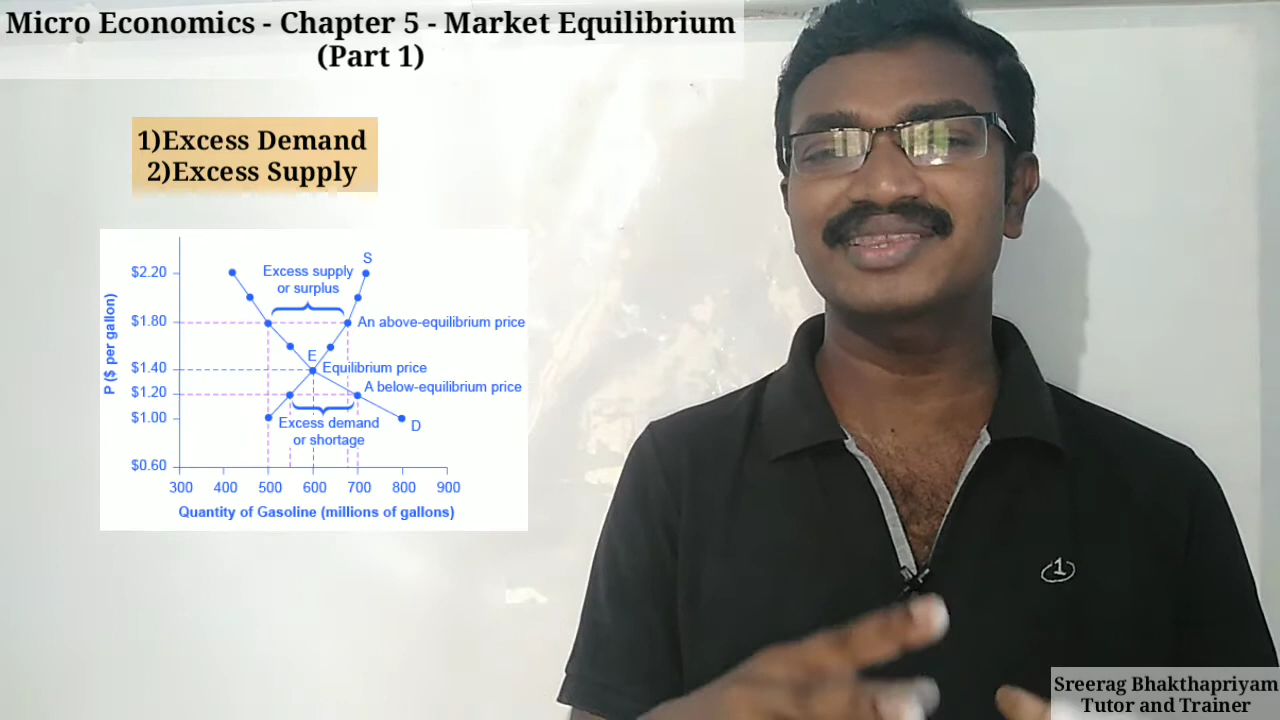 Micro Economics - Chapter 5 - Market Equilibrium
(Part 1)
1)Excess Demand
2)Excess Supply
P ($ per gallon)
$2.20
$1.80
$1.40
$1.20
$1.00
$0.60
S
Excess supply
or surplus
An above-equilibrium price
E
Equilibrium price
A below-equilibrium price
Excess demand
or shortage
D
300 400 500 600 700 800 900
Quantity of Gasoline (millions of gallons)
1
Sreerag Bhakthapriyam
Tutor and Trainer